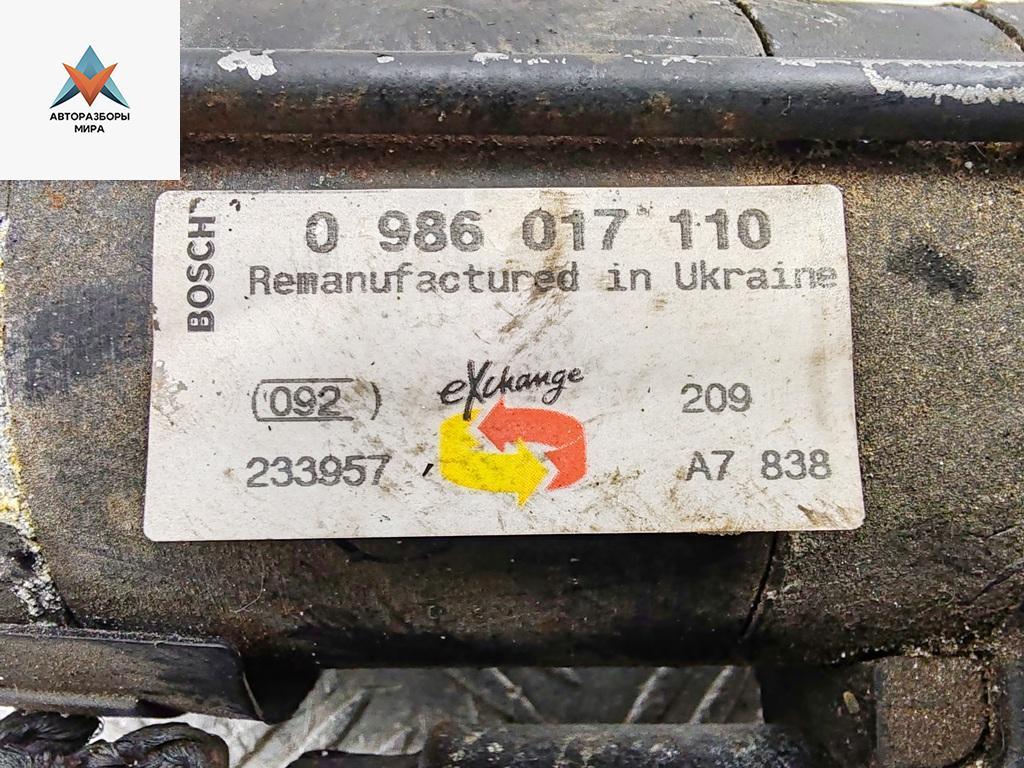 АВТОРАЗБОРЫ
МИРА
BOSCH
0 986 017 110
Remanufactured in Ukraine
eXchange
092
209
233957
A7 838